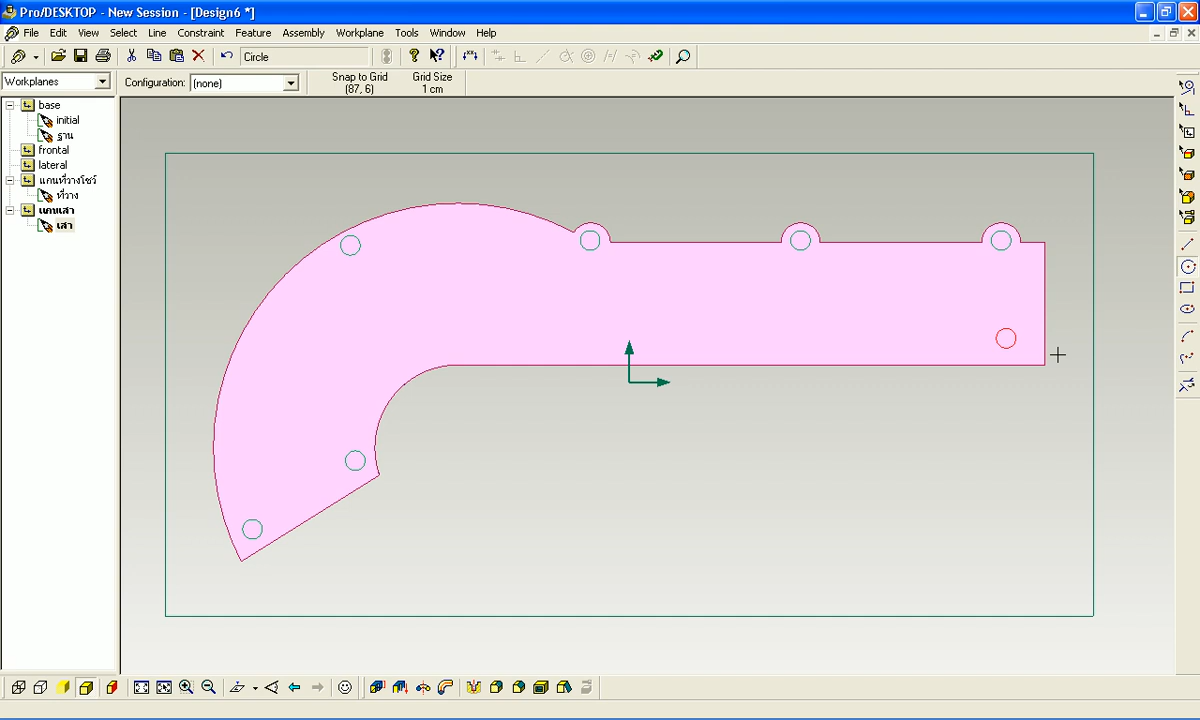 Pro/DESKTOP - New Session - [Design6 *]
File Edit View Select Line Constraint Feature Assembly Workplane Tools Window Help
Circle
Workplanes Configuration: (none) Snap to Grid Grid Size
(87, 6) 1 cm
base
initial
ฐาน
frontal
lateral
แกนที่วางโชว์
ที่วาง
แกนเสา
เสา